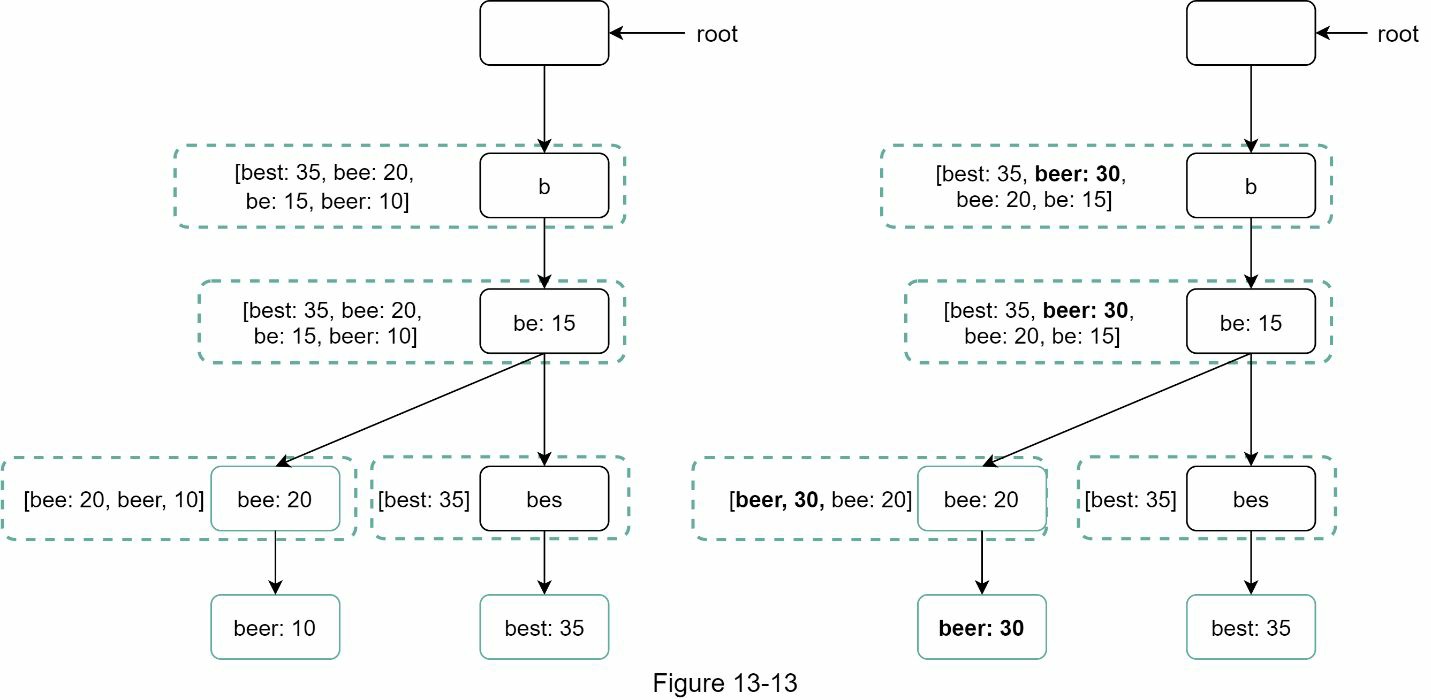 root
[best: 35, bee: 20,
be: 15, beer: 10]
b
[best: 35, bee: 20,
be: 15, beer: 10]
be: 15
[bee: 20, beer, 10]
bee: 20
[best: 35]
bes
beer: 10
best: 35
root
[best: 35, beer: 30,
bee: 20, be: 15]
b
[best: 35, beer: 30,
bee: 20, be: 15]
be: 15
[beer, 30, bee: 20]
bee: 20
[best: 35]
bes
beer: 30
best: 35
Figure 13-13